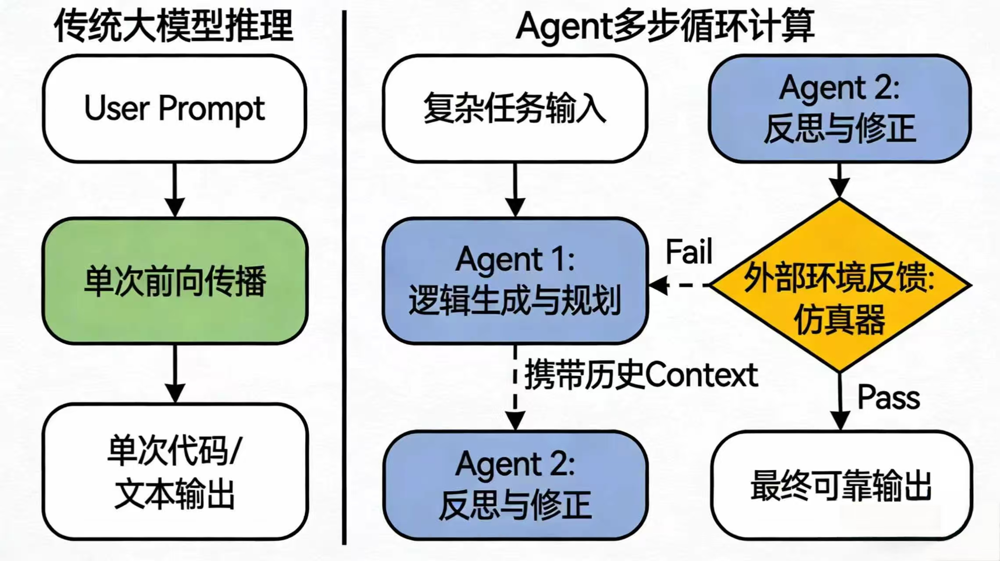 传统大模型推理
User Prompt
单次前向传播
单次代码/
文本输出
Agent多步循环计算
复杂任务输入
Agent 1:
逻辑生成与规划
携带历史Context
Agent 2:
反思与修正
Agent 2:
反思与修正
外部环境反馈:
仿真器
Fail
Pass
最终可靠输出